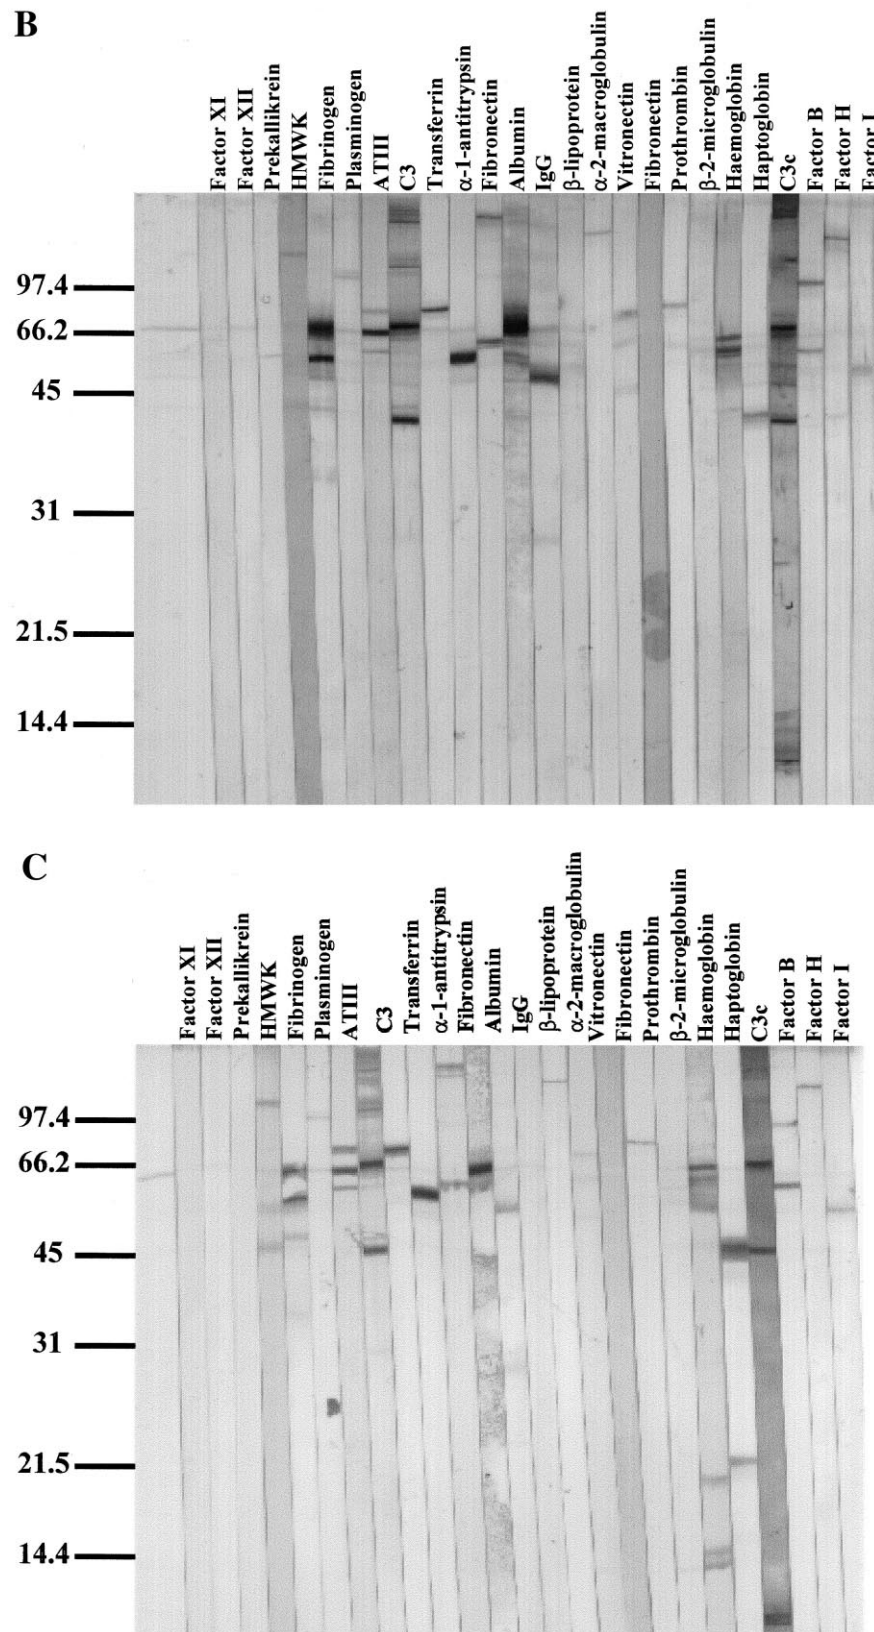 B
Factor XI
Factor XII
Prekallikrein
HMWK
Fibrinogen
Plasminogen
ATIII
C3
Transferrin
α-1-antitrypsin
Fibronectin
Albumin
IgG
β-lipoprotein
α-2-macroglobulin
Vitronectin
Fibronectin
Prothrombin
β-2-microglobulin
Haemoglobin
Haptoglobin
C3c
Factor B
Factor H
Factor I
97.4
66.2
45
31
21.5
14.4
C
Factor XI
Factor XII
Prekallikrein
HMWK
Fibrinogen
Plasminogen
ATIII
C3
Transferrin
α-1-antitrypsin
Fibronectin
Albumin
IgG
β-lipoprotein
α-2-macroglobulin
Vitronectin
Fibronectin
Prothrombin
β-2-microglobulin
Haemoglobin
Haptoglobin
C3c
Factor B
Factor H
Factor I
97.4
66.2
45
31
21.5
14.4